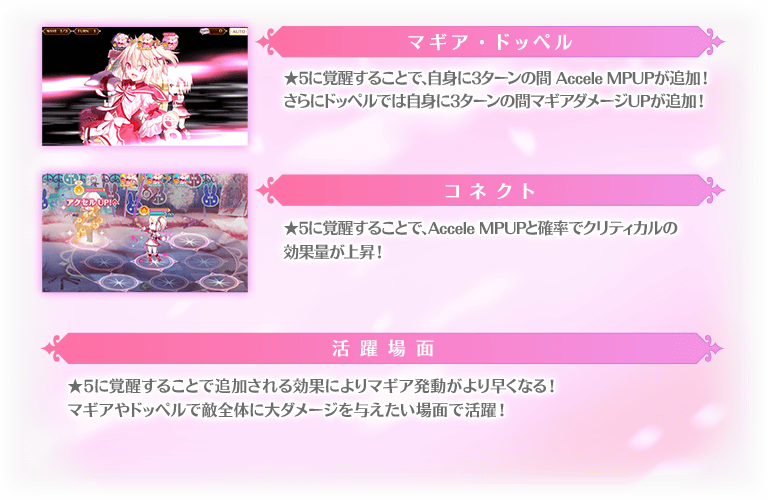 WAVE 1/3 TURN 1
AUTO
マギア・ドッペル
★5に覚醒することで、自身に3ターンの間 Accele MPUPが追加！
さらにドッペルでは自身に3ターンの間マギアダメージUPが追加！
アクセルUP!
コネクト
★5に覚醒することで、Accele MPUPと確率でクリティカルの
効果量が上昇！
活躍場面
★5に覚醒することで追加される効果によりマギア発動がより早くなる！
マギアやドッペルで敵全体に大ダメージを与えたい場面で活躍！